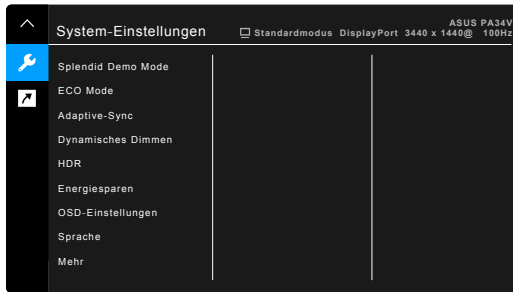 ASUS PA34V
System-Einstellungen
Standardmodus DisplayPort 3440 x 1440@ 100Hz
Splendid Demo Mode
ECO Mode
Adaptive-Sync
Dynamisches Dimmen
HDR
Energiesparen
OSD-Einstellungen
Sprache
Mehr